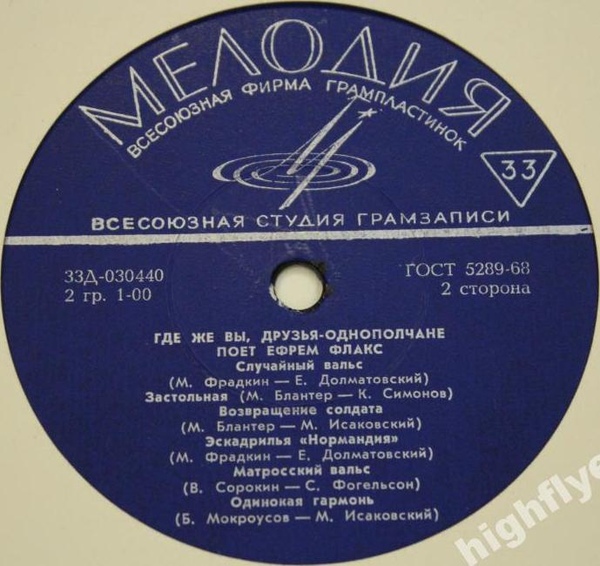 МЕЛОДИЯ
ВСЕСОЮЗНАЯ ФИРМА ГРАМПЛАСТИНОК
33
ВСЕСОЮЗНАЯ СТУДИЯ ГРАМЗАПИСИ
33Д-030440 ГОСТ 5289-68
2 гр. 1-00 2 сторона
ГДЕ ЖЕ ВЫ, ДРУЗЬЯ-ОДНОПОЛЧАНЕ
ПОЕТ ЕФРЕМ ФЛАКС
Случайный вальс
(М. Фрадкин — Е. Долматовский)
Застольная (М. Блантер — К. Симонов)
Возвращение солдата
(М. Блантер — М. Исаковский)
Эскадрилья «Нормандия»
(М. Фрадкин — Е. Долматовский)
Матросский вальс
(В. Сорокин — С. Фогельсон)
Одинокая гармонь
(Б. Мокроусов — М. Исаковский)
highflye